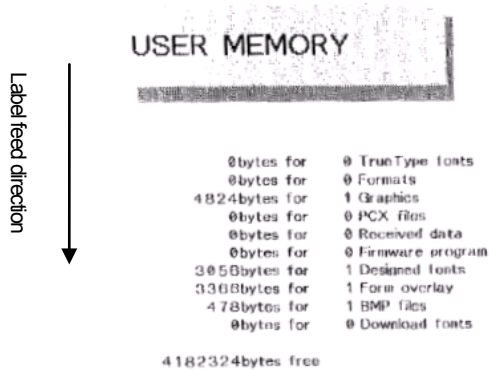 USER MEMORY
Label feed direction
0bytes for 0 TrueType fonts
0bytes for 0 Formats
4824bytes for 1 Graphics
0bytes for 0 PCX files
0bytes for 0 Received data
0bytes for 0 Firmware program
3056bytes for 1 Designed fonts
3368bytes for 1 Form overlay
478bytes for 1 BMP files
0bytes for 0 Download fonts
4182324bytes free